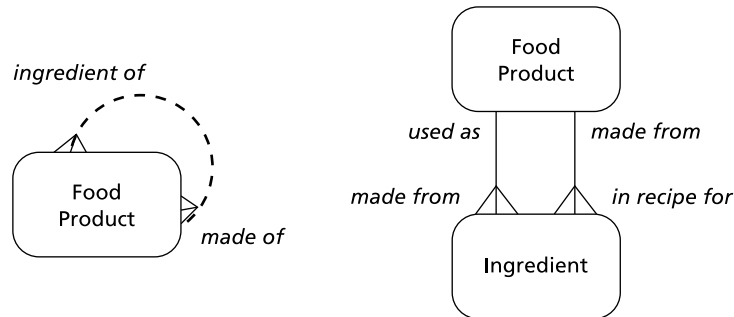 ingredient of
Food
Product
made of
Food
Product
used as
made from
made from
in recipe for
Ingredient